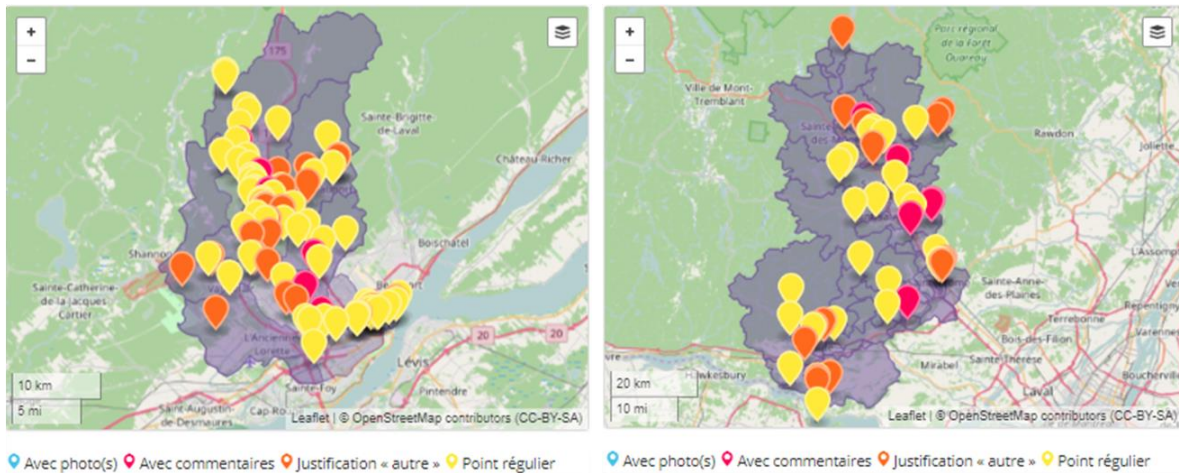 +
−
175
Sainte-Brigitte-
de-Laval
Château-Richer
Boischatel
Shannon
Sainte-Catherine-
de-la Jacques
Cartier
L'Ancienne-
Lorette
Sainte-Foy
Lévis
20
20
Pintendre
Saint-Augustin-
de-Desmaures
Cap-Rou
10 km
5 mi
Leaflet | © OpenStreetMap contributors (CC-BY-SA)
Avec photo(s) Avec commentaires Justification « autre » Point régulier
+
−
Parc régional
de la Forêt
Ouareau
Ville de Mont-
Tremblant
Rawdon
Joliette
L'Assomp
Sainte-Anne-
des-Plaines
Repentigny
Terrebonne
Varennes
Bois-des-Filion
Mirabel
Sainte-Thérèse
Boucherville
Laval
20 km
10 mi
Leaflet | © OpenStreetMap contributors (CC-BY-SA)
Avec photo(s) Avec commentaires Justification « autre » Point régulier